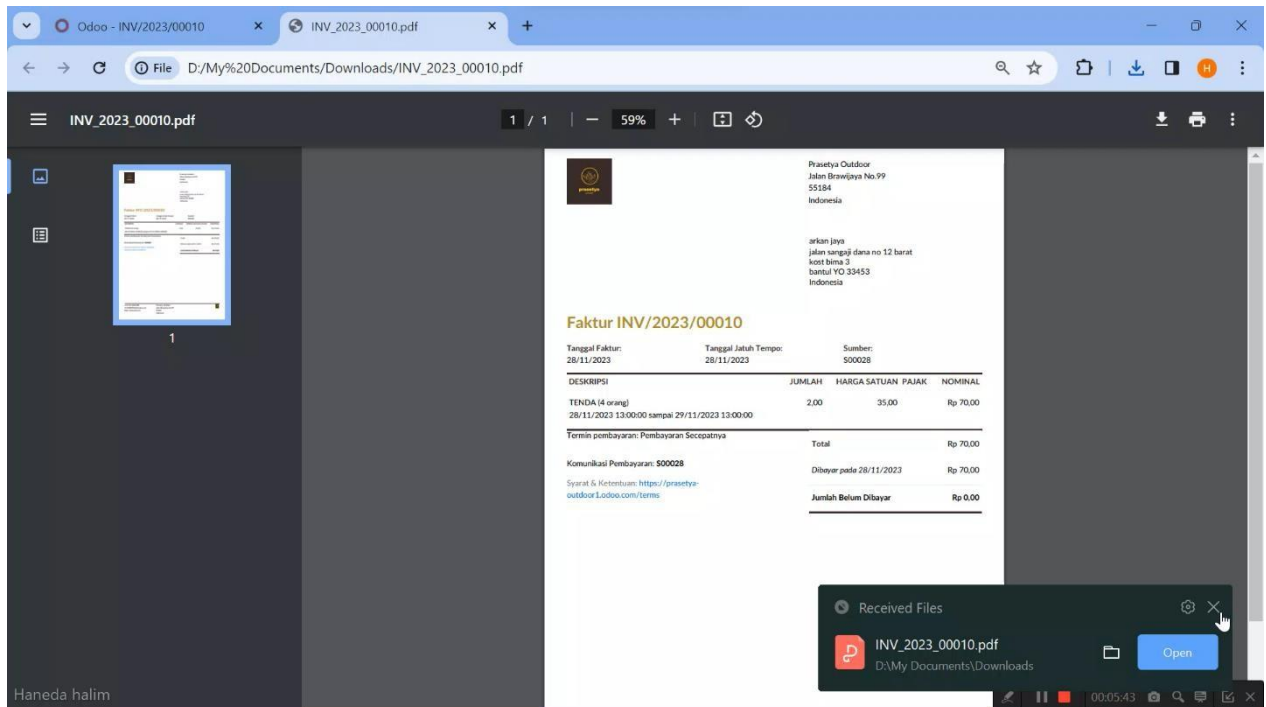 Odoo - INV/2023/00010
INV_2023_00010.pdf
File D:/My%20Documents/Downloads/INV_2023_00010.pdf
H
INV_2023_00010.pdf
1 / 1
59%
1
prasetya
Prasetya Outdoor
Jalan Brawijaya No.99
55184
Indonesia
arkan jaya
jalan sangaji dana no 12 barat
kost bima 3
bantul YO 33453
Indonesia
Faktur INV/2023/00010
Tanggal Faktur: Tanggal Jatuh Tempo: Sumber:
28/11/2023 28/11/2023 S00028
DESKRIPSI JUMLAH HARGA SATUAN PAJAK NOMINAL
TENDA (4 orang) 2,00 35,00 Rp 70,00
28/11/2023 13:00:00 sampai 29/11/2023 13:00:00
Termin pembayaran: Pembayaran Secepatnya
Total Rp 70,00
Komunikasi Pembayaran: S00028
Dibayar pada 28/11/2023 Rp 70,00
Syarat & Ketentuan: https://prasetya-
outdoor1.odoo.com/terms
Jumlah Belum Dibayar Rp 0,00
Received Files
INV_2023_00010.pdf
D:\My Documents\Downloads
Open
Haneda halim
00:05:43